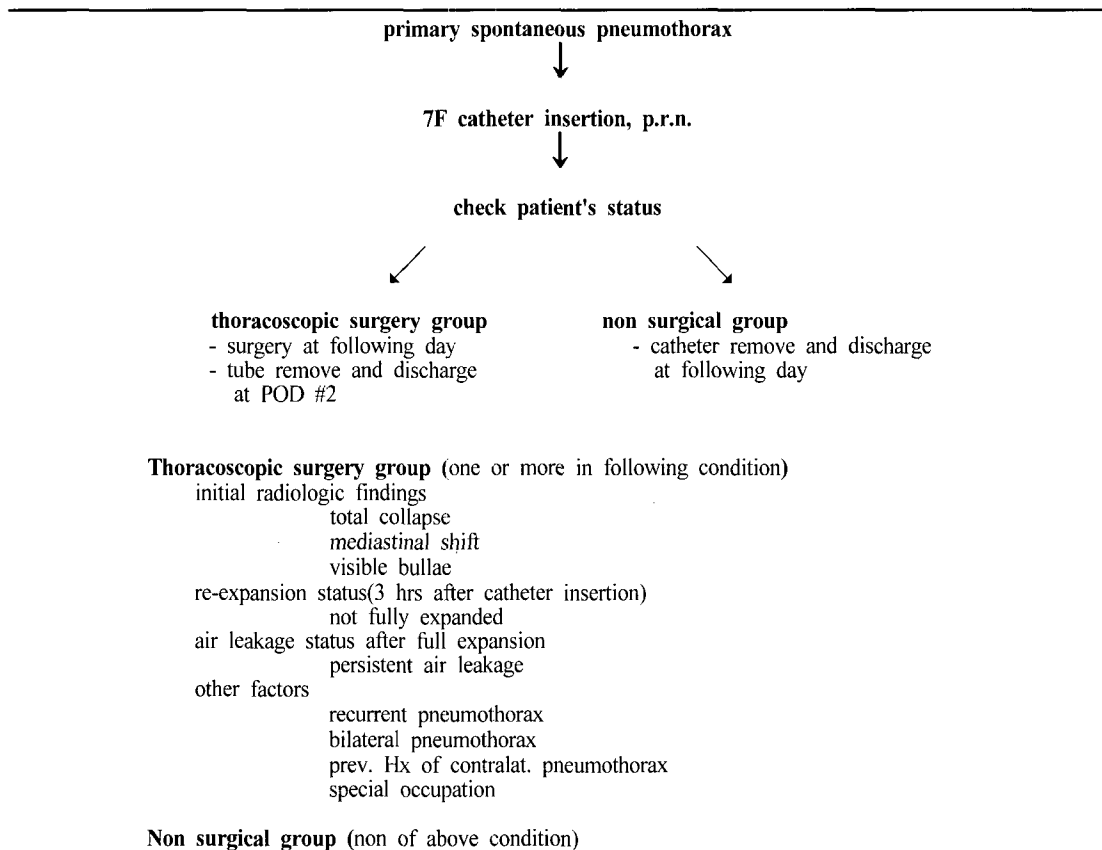 primary spontaneous pneumothorax
7F catheter insertion, p.r.n.
check patient's status
thoracoscopic surgery group
- surgery at following day
- tube remove and discharge
at POD #2
non surgical group
- catheter remove and discharge
at following day
Thoracoscopic surgery group (one or more in following condition)
initial radiologic findings
total collapse
mediastinal shift
visible bullae
re-expansion status(3 hrs after catheter insertion)
not fully expanded
air leakage status after full expansion
persistent air leakage
other factors
recurrent pneumothorax
bilateral pneumothorax
prev. Hx of contralat. pneumothorax
special occupation
Non surgical group (non of above condition)